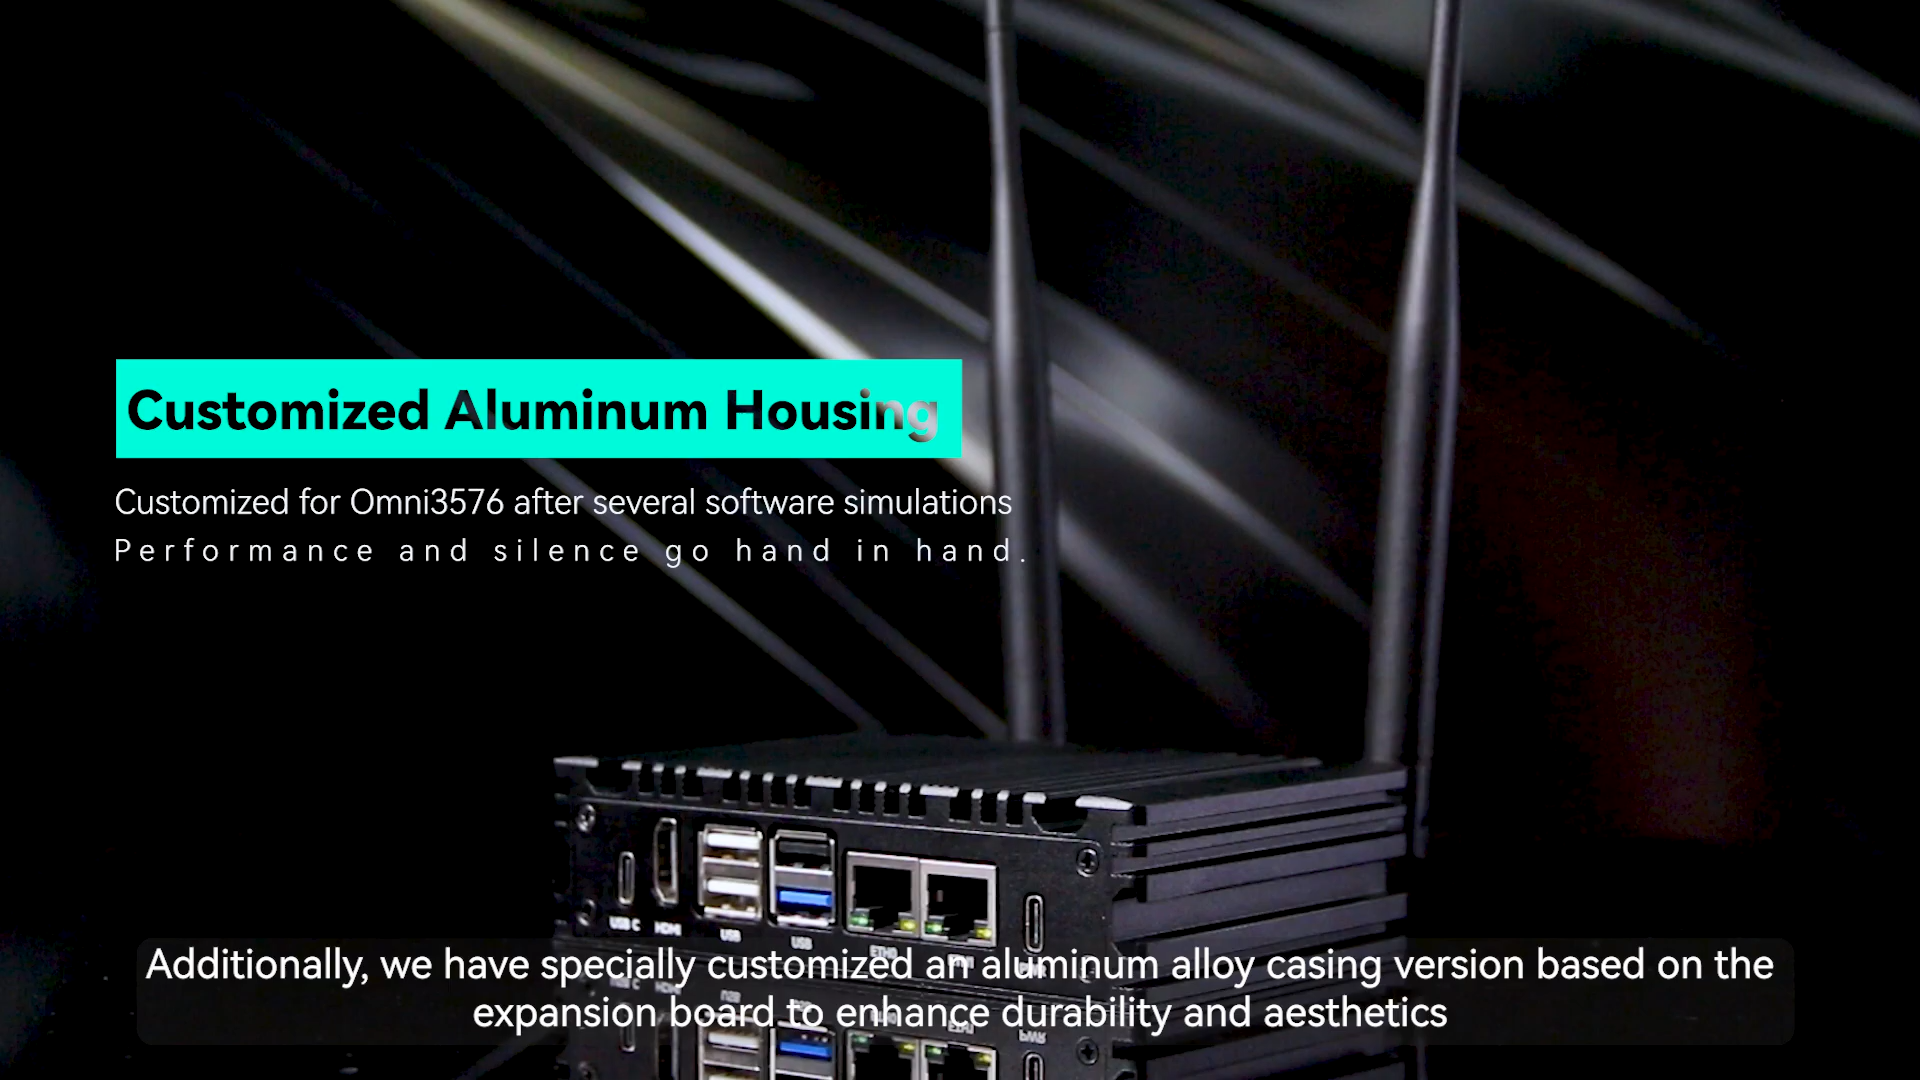 Customized Aluminum Housing
Customized for Omni3576 after several software simulations
Performance and silence go hand in hand.
USB C
HDMI
USB
USB
ETH0
Additionally, we have specially customized an aluminum alloy casing version based on the
expansion board to enhance durability and aesthetics